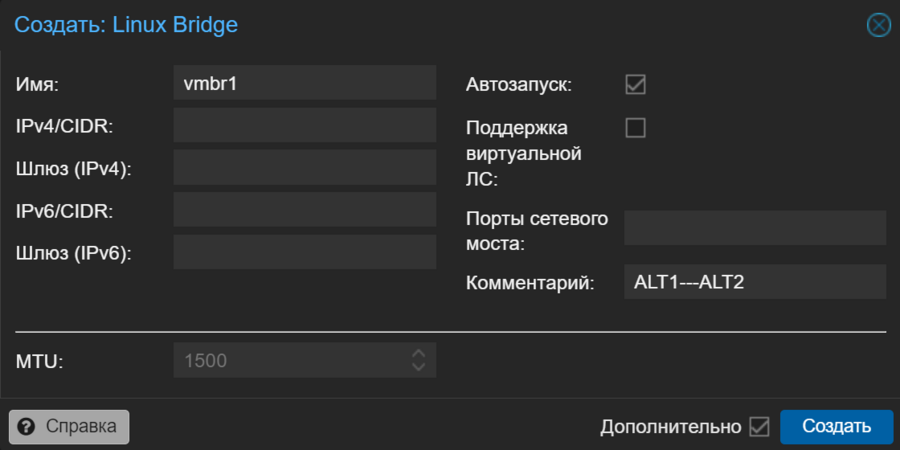 Создать: Linux Bridge
Имя:
vmbr1
IPv4/CIDR:
Шлюз (IPv4):
IPv6/CIDR:
Шлюз (IPv6):
Автозапуск:
Поддержка
виртуальной
ЛС:
Порты сетевого
моста:
Комментарий:
ALT1---ALT2
MTU:
1500
Справка
Дополнительно
Создать